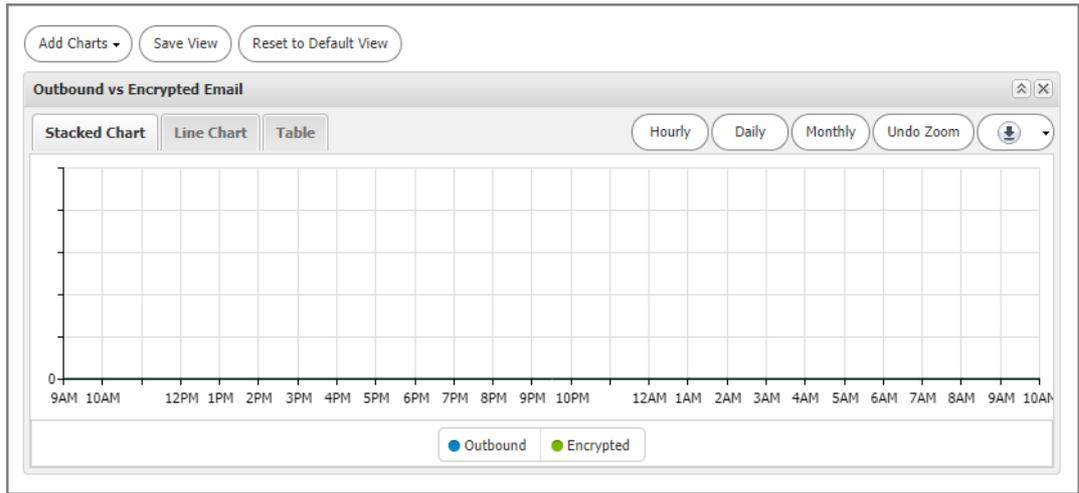 Add Charts Save View Reset to Default View
Outbound vs Encrypted Email
Stacked Chart Line Chart Table Hourly Daily Monthly Undo Zoom
0
9AM 10AM 12PM 1PM 2PM 3PM 4PM 5PM 6PM 7PM 8PM 9PM 10PM 12AM 1AM 2AM 3AM 4AM 5AM 6AM 7AM 8AM 9AM 10AM
Outbound Encrypted